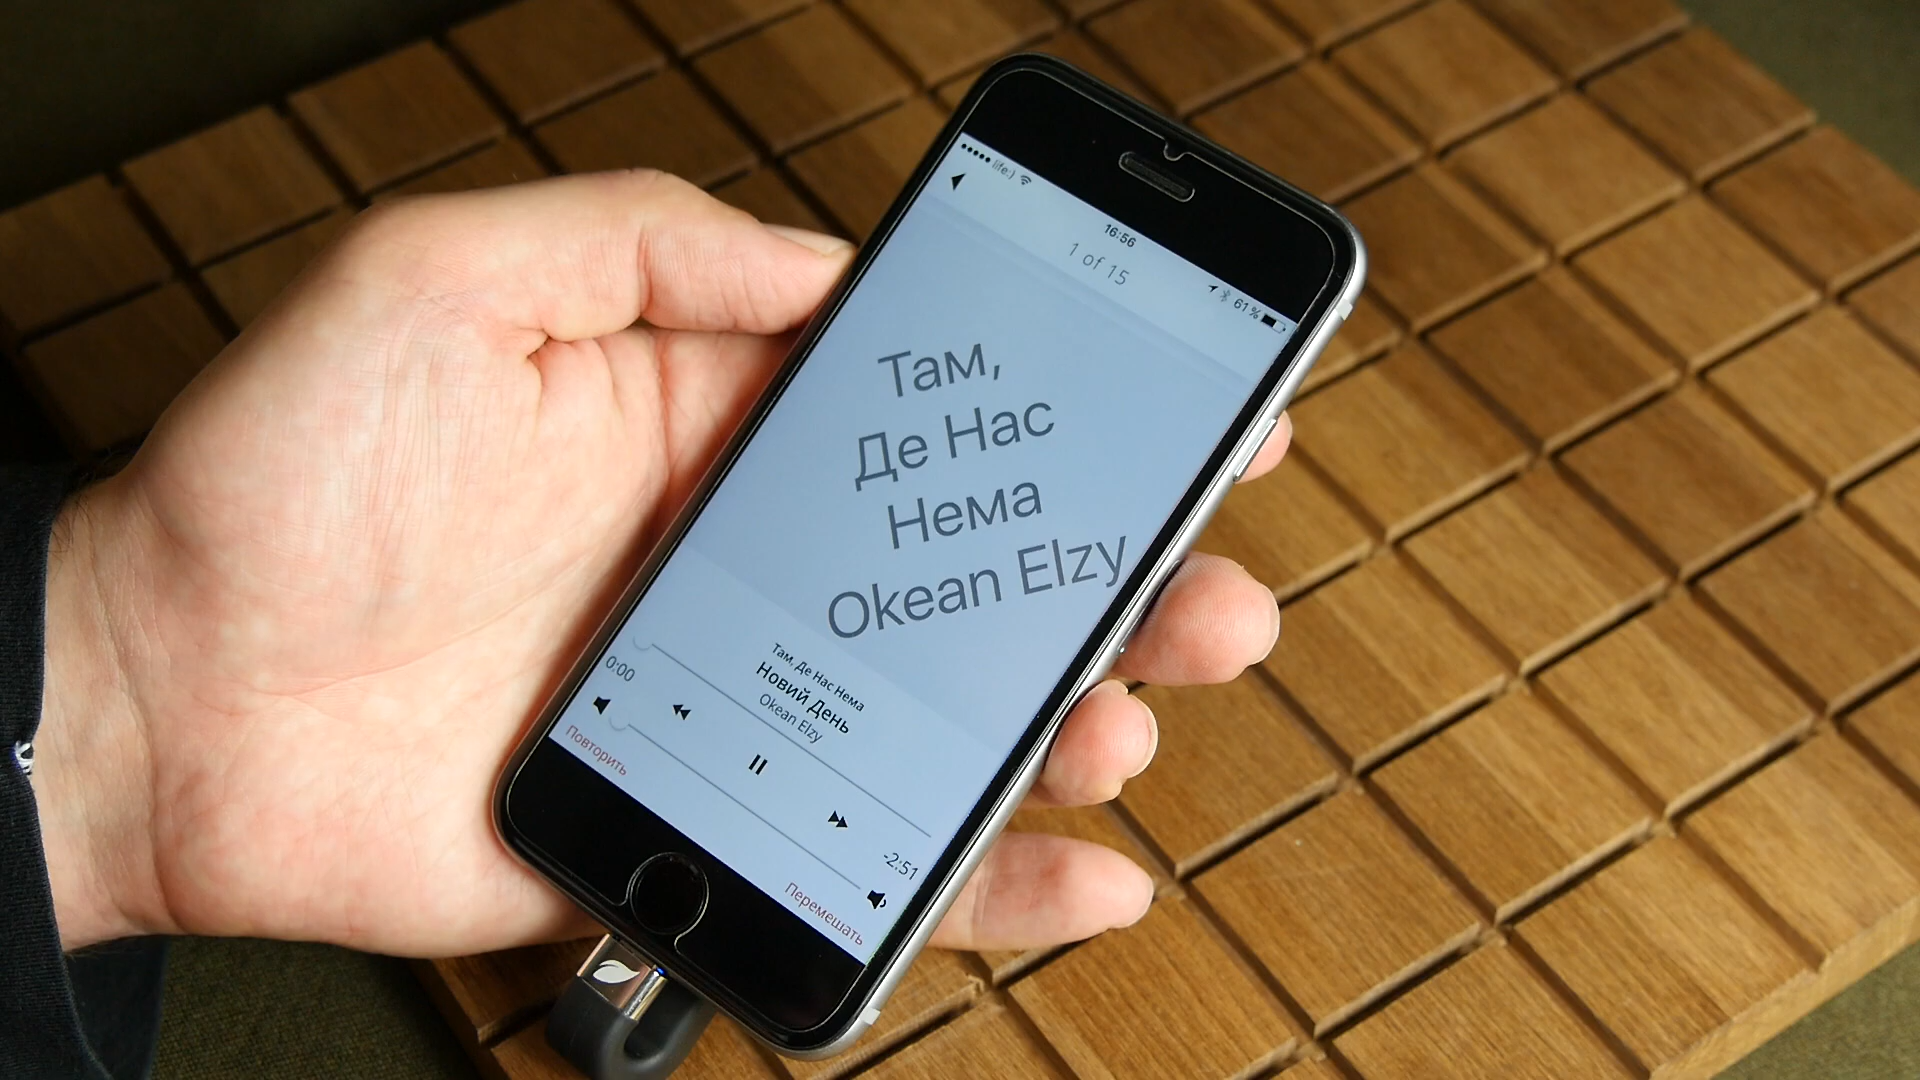 life:)
16:56
61%
1 of 15
Там,
Де Нас
Нема
Okean Elzy
0:00
-2:51
Там, Де Нас Нема
Новий День
Okean Elzy
Повторить
Перемешать